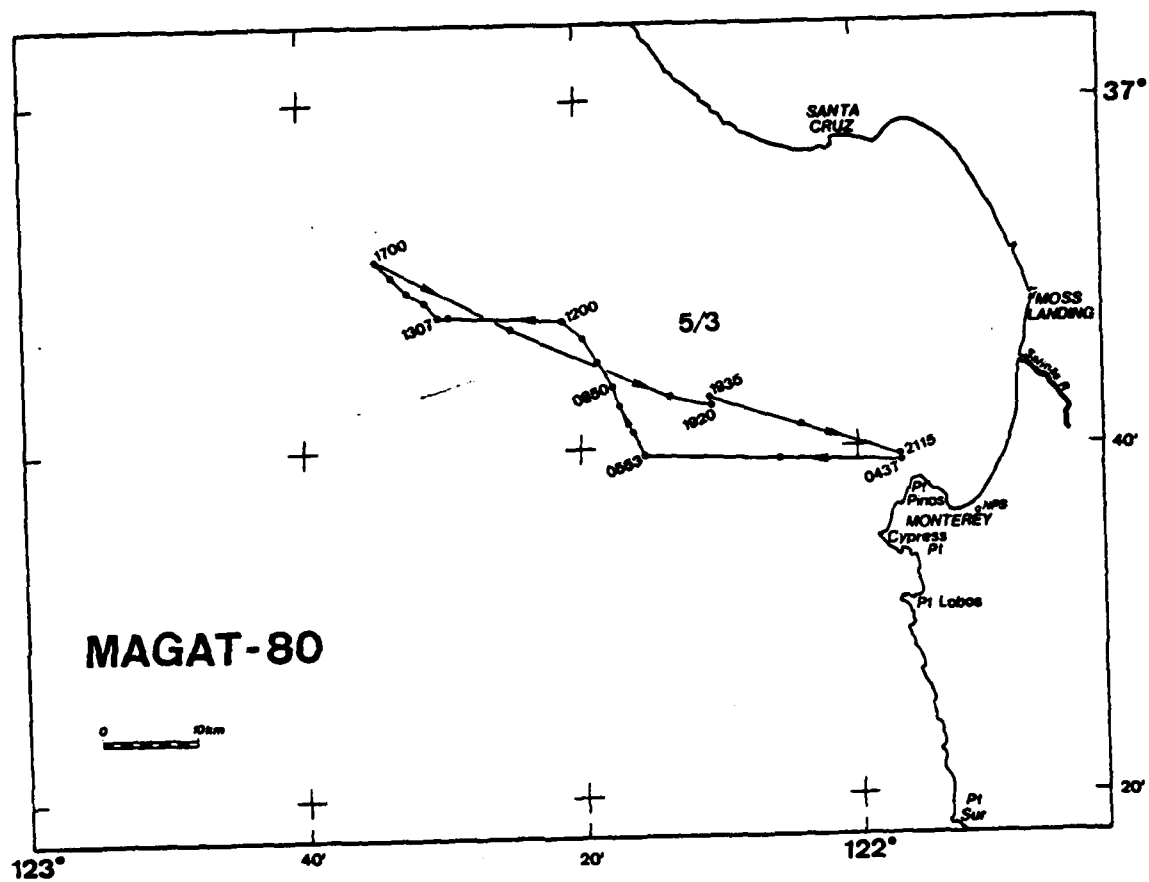 37°
SANTA
CRUZ
1700
MOSS
LANDING
1200
5/3
1307
Salinas R.
1935
0850
1920
40'
2115
0553
0437
Pt
Pinos
NPS
MONTEREY
Cypress
Pt
Pt Lobos
MAGAT-80
0
10km
20'
Pt
Sur
123°
40'
20'
122°